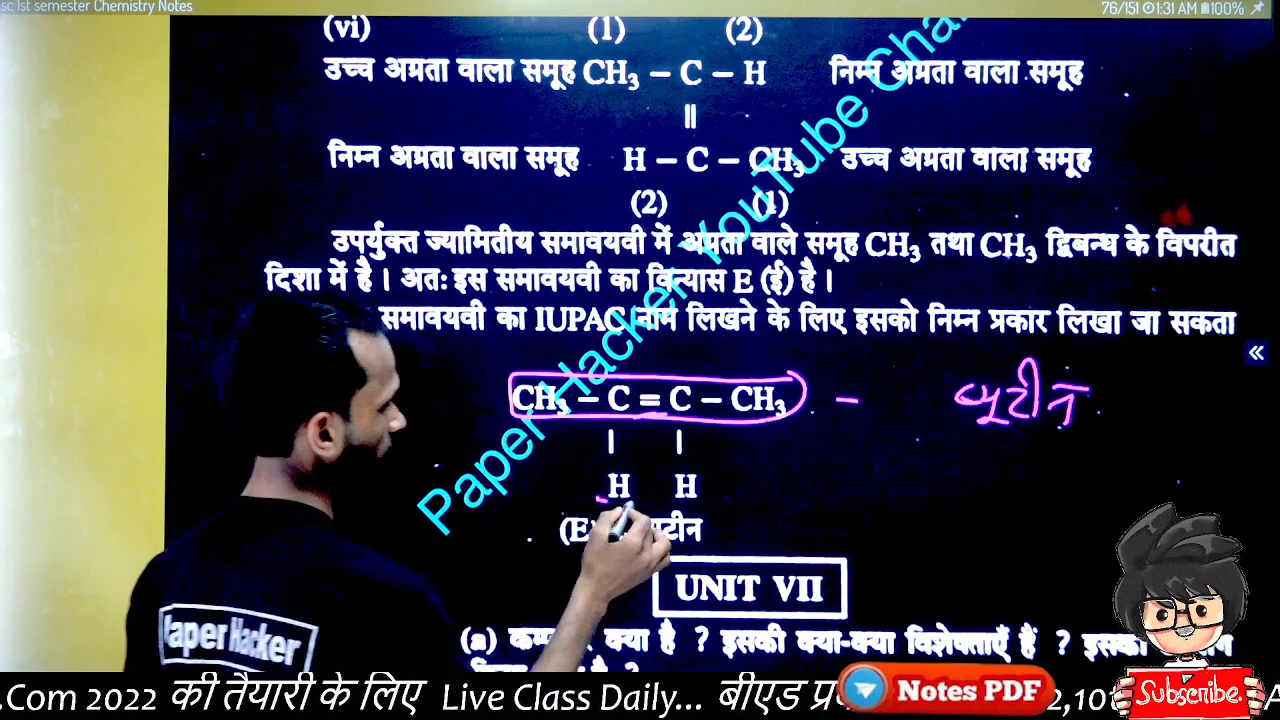 sc 1st semester Chemistry Notes
76/151 1:31 AM 100%
(vi) (1) (2)
उच्च अग्रता वाला समूह CH₃ – C – H निम्न अग्रता वाला समूह
||
निम्न अग्रता वाला समूह H – C – CH₃ उच्च अग्रता वाला समूह
(2) (1)
उपर्युक्त ज्यामितीय समावयवी में अग्रता वाले समूह CH₃ तथा CH₃ द्विबन्ध के विपरीत
दिशा में है । अतः इस समावयवी का विन्यास E (ई) है ।
समावयवी का IUPAC नाम लिखने के लिए इसको निम्न प्रकार लिखा जा सकता
CH₃ – C = C – CH₃ – ब्यूटीन
| |
H H
(E)
UNIT VII
(a) क्या है ? इसकी क्या-क्या विशेषताएँ हैं ?
Paper Hacker YouTube
aper Hacker
.Com 2022 की तैयारी के लिए Live Class Daily... बीएड
Notes PDF
Subscribe.